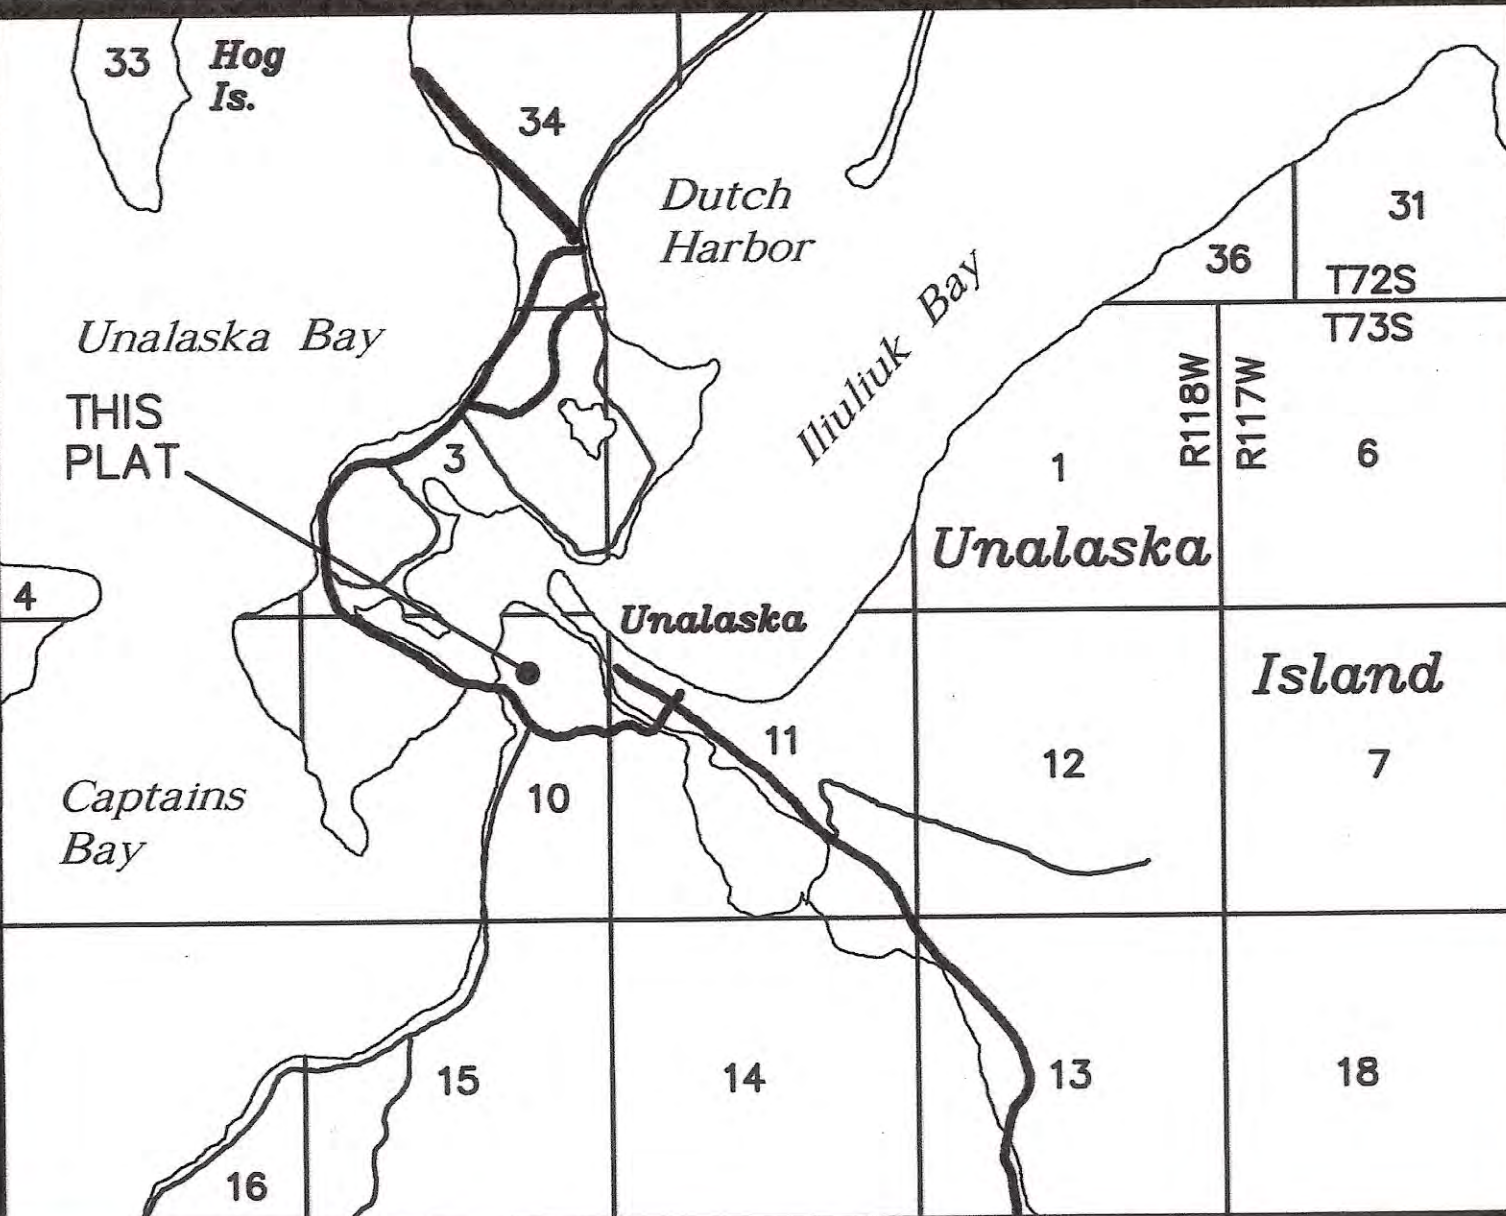 33
Hog
Is.
34
Dutch
Harbor
31
36
T72S
T73S
Unalaska Bay
Iliuliuk Bay
R118W
R117W
THIS
PLAT
3
1
6
Unalaska
4
Unalaska
Island
11
12
7
Captains
Bay
10
15
14
13
18
16